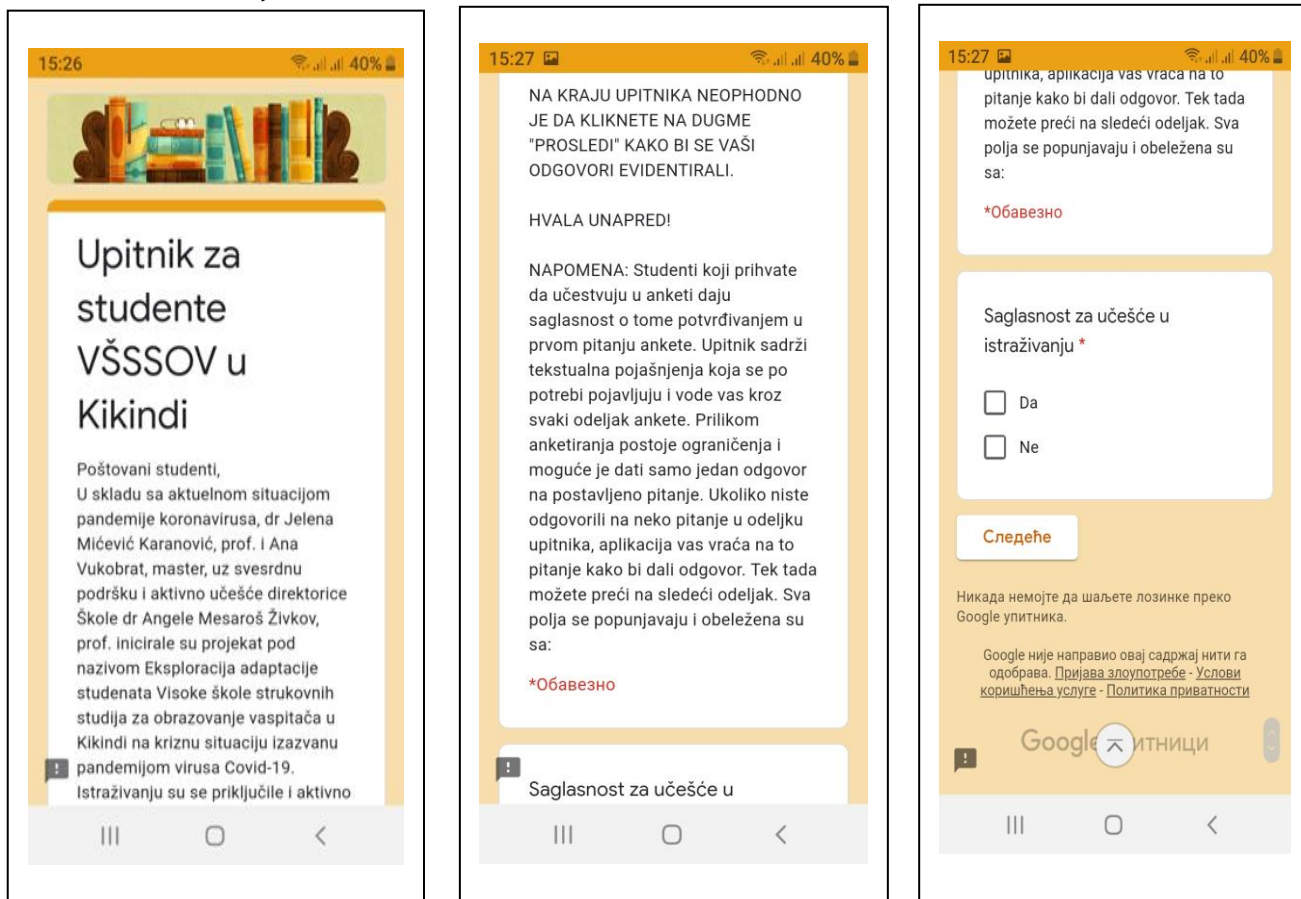 15:26
40%
Upitnik za
studente
VŠSSOV u
Kikindi
Poštovani studenti,
U skladu sa aktuelnom situacijom
pandemije koronavirusa, dr Jelena
Mićević Karanović, prof. i Ana
Vukobrat, master, uz svesrdnu
podršku i aktivno učešće direktorice
Škole dr Angele Mesaroš Živkov,
prof. inicirale su projekat pod
nazivom Eksploracija adaptacije
studenata Visoke škole strukovnih
studija za obrazovanje vaspitača u
Kikindi na kriznu situaciju izazvanu
pandemijom virusa Covid-19.
Istraživanju su se priključile i aktivno
15:27
40%
NA KRAJU UPITNIKA NEOPHODNO
JE DA KLIKNETE NA DUGME
"PROSLEDI" KAKO BI SE VAŠI
ODGOVORI EVIDENTIRALI.
HVALA UNAPRED!
NAPOMENA: Studenti koji prihvate
da učestvuju u anketi daju
saglasnost o tome potvrđivanjem u
prvom pitanju ankete. Upitnik sadrži
tekstualna pojašnjenja koja se po
potrebi pojavljuju i vode vas kroz
svaki odeljak ankete. Prilikom
anketiranja postoje ograničenja i
moguće je dati samo jedan odgovor
na postavljeno pitanje. Ukoliko niste
odgovorili na neko pitanje u odeljku
upitnika, aplikacija vas vraća na to
pitanje kako bi dali odgovor. Tek tada
možete preći na sledeći odeljak. Sva
polja se popunjavaju i obeležena su
sa:
*Обавезно
Saglasnost za učešće u
15:27
40%
upitnika, aplikacija vas vraća na to
pitanje kako bi dali odgovor. Tek tada
možete preći na sledeći odeljak. Sva
polja se popunjavaju i obeležena su
sa:
*Обавезно
Saglasnost za učešće u
istraživanju *
Da
Ne
Следеће
Никада немојте да шаљете лозинке преко
Google упитника.
Google није направио овај садржај нити га
одобрава. Пријава злоупотребе - Услови
коришћења услуге - Политика приватности
Google